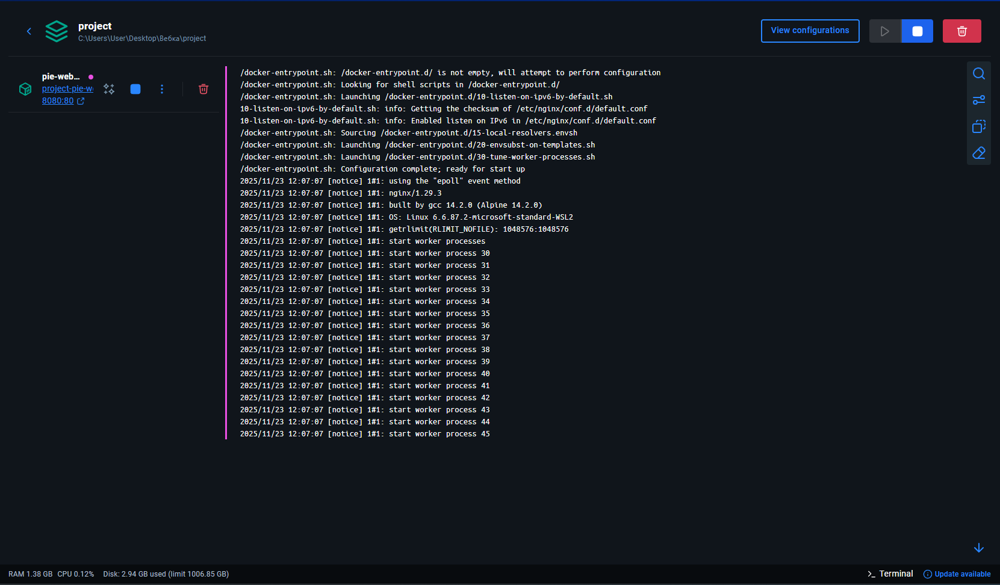 project
C:\Users\User\Desktop\Вебка\project
View configurations
pie-web...
project-pie-w
8080:80
/docker-entrypoint.sh: /docker-entrypoint.d/ is not empty, will attempt to perform configuration
/docker-entrypoint.sh: Looking for shell scripts in /docker-entrypoint.d/
/docker-entrypoint.sh: Launching /docker-entrypoint.d/10-listen-on-ipv6-by-default.sh
10-listen-on-ipv6-by-default.sh: info: Getting the checksum of /etc/nginx/conf.d/default.conf
10-listen-on-ipv6-by-default.sh: info: Enabled listen on IPv6 in /etc/nginx/conf.d/default.conf
/docker-entrypoint.sh: Sourcing /docker-entrypoint.d/15-local-resolvers.envsh
/docker-entrypoint.sh: Launching /docker-entrypoint.d/20-envsubst-on-templates.sh
/docker-entrypoint.sh: Launching /docker-entrypoint.d/30-tune-worker-processes.sh
/docker-entrypoint.sh: Configuration complete; ready for start up
2025/11/23 12:07:07 [notice] 1#1: using the "epoll" event method
2025/11/23 12:07:07 [notice] 1#1: nginx/1.29.3
2025/11/23 12:07:07 [notice] 1#1: built by gcc 14.2.0 (Alpine 14.2.0)
2025/11/23 12:07:07 [notice] 1#1: OS: Linux 6.6.87.2-microsoft-standard-WSL2
2025/11/23 12:07:07 [notice] 1#1: getrlimit(RLIMIT_NOFILE): 1048576:1048576
2025/11/23 12:07:07 [notice] 1#1: start worker processes
2025/11/23 12:07:07 [notice] 1#1: start worker process 30
2025/11/23 12:07:07 [notice] 1#1: start worker process 31
2025/11/23 12:07:07 [notice] 1#1: start worker process 32
2025/11/23 12:07:07 [notice] 1#1: start worker process 33
2025/11/23 12:07:07 [notice] 1#1: start worker process 34
2025/11/23 12:07:07 [notice] 1#1: start worker process 35
2025/11/23 12:07:07 [notice] 1#1: start worker process 36
2025/11/23 12:07:07 [notice] 1#1: start worker process 37
2025/11/23 12:07:07 [notice] 1#1: start worker process 38
2025/11/23 12:07:07 [notice] 1#1: start worker process 39
2025/11/23 12:07:07 [notice] 1#1: start worker process 40
2025/11/23 12:07:07 [notice] 1#1: start worker process 41
2025/11/23 12:07:07 [notice] 1#1: start worker process 42
2025/11/23 12:07:07 [notice] 1#1: start worker process 43
2025/11/23 12:07:07 [notice] 1#1: start worker process 44
2025/11/23 12:07:07 [notice] 1#1: start worker process 45
RAM 1.38 GB CPU 0.12% Disk: 2.94 GB used (limit 1006.85 GB)
Terminal
Update available